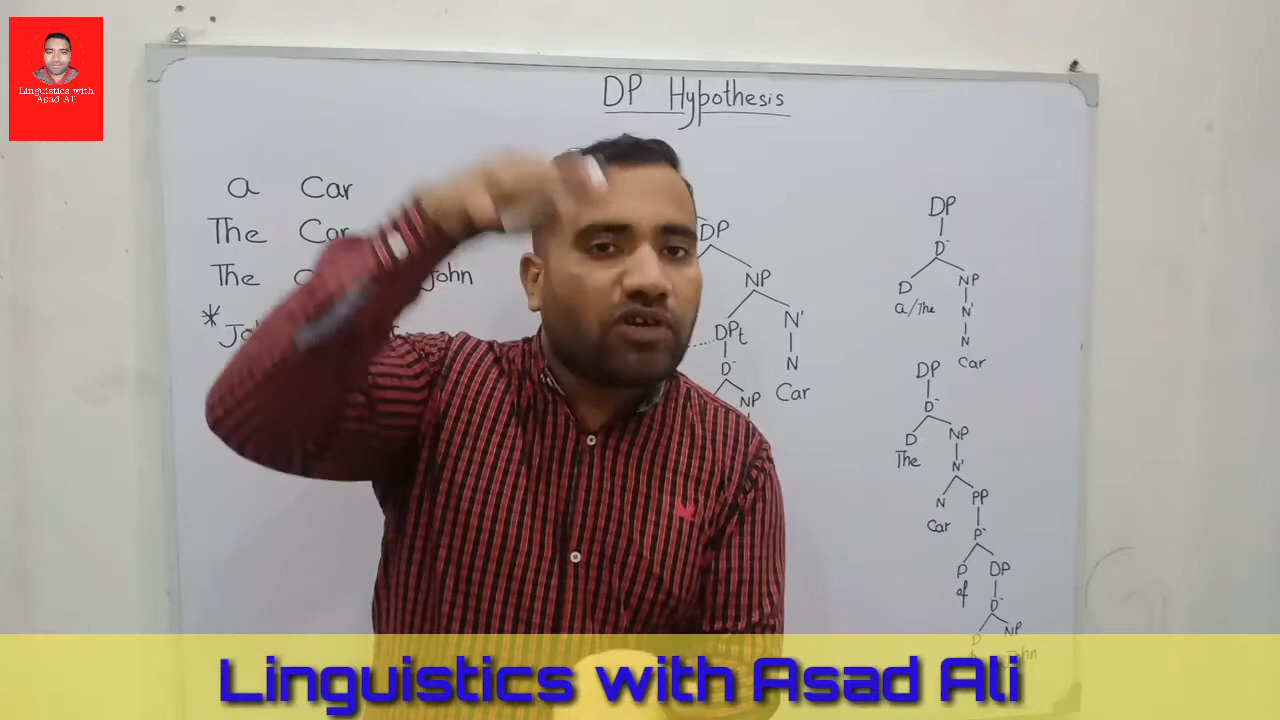 Linguistics with
Asad Ali
DP Hypothesis
a Car
The Car
The John
*
DP
NP
DPt N'
D- N
NP Car
DP
D-
D NP
a/The N'
N
Car
DP
D-
D NP
The N'
N PP
Car P-
P DP
of D-
D NP
John
Linguistics with Asad Ali